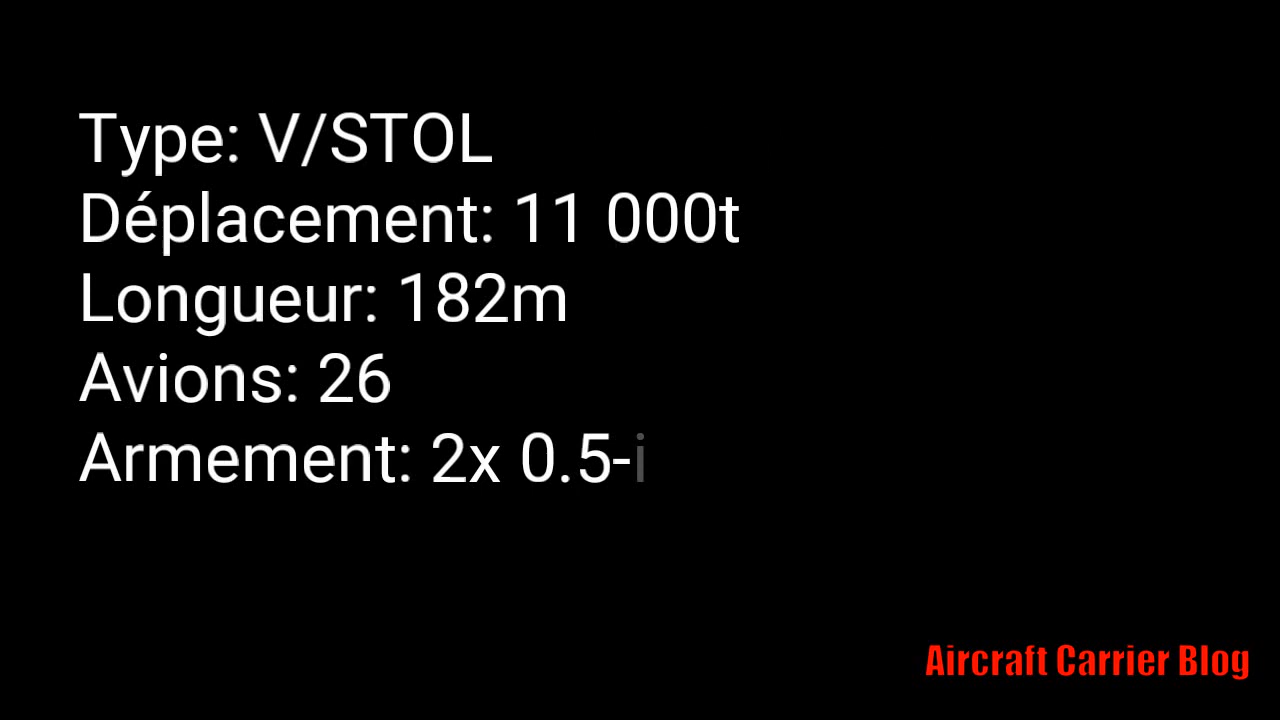 Type: V/STOL
Déplacement: 11 000t
Longueur: 182m
Avions: 26
Armement: 2x 0.5-i
Aircraft Carrier Blog